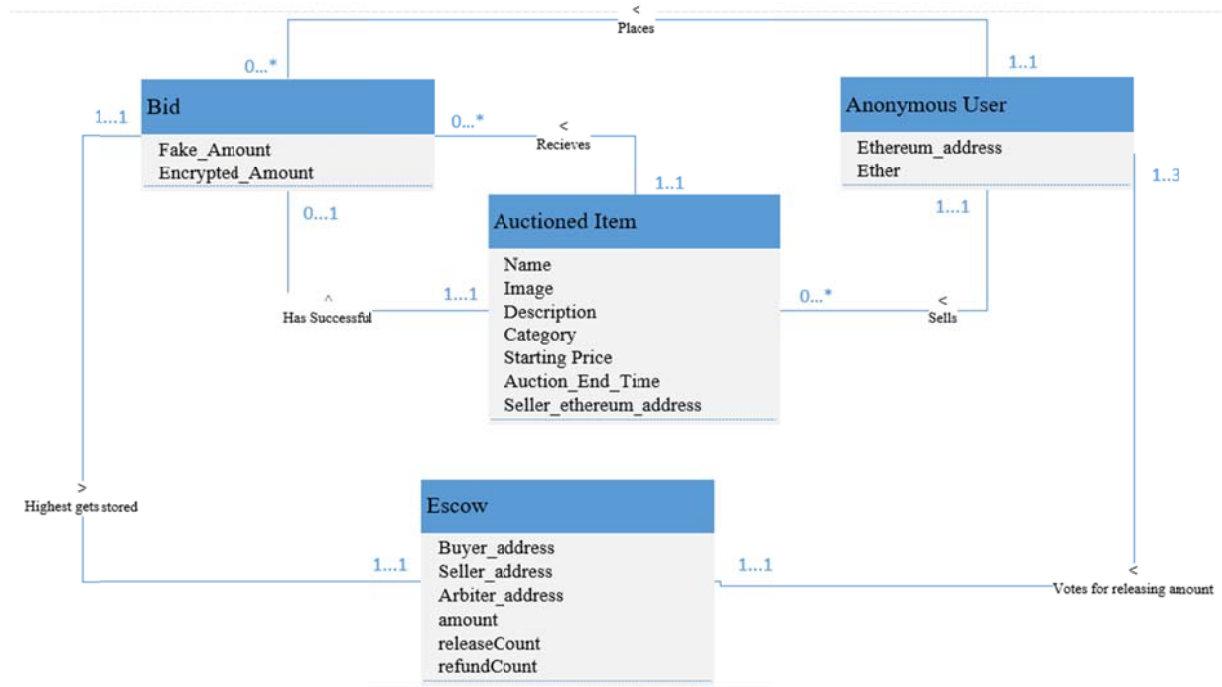 <
Places
0...*
1..1
Bid
Fake_Amount
Encrypted_Amount
1...1
0...*
<
Recieves
1..1
Anonymous User
Ethereum_address
Ether
1..3
0...1
1...1
Auctioned Item
Name
Image
Description
Category
Starting Price
Auction_End_Time
Seller_ethereum_address
^
Has Successful
1...1
0...*
<
Sells
>
Highest gets stored
Escow
Buyer_address
Seller_address
Arbiter_address
amount
releaseCount
refundCount
1...1
1...1
<
Votes for releasing amount